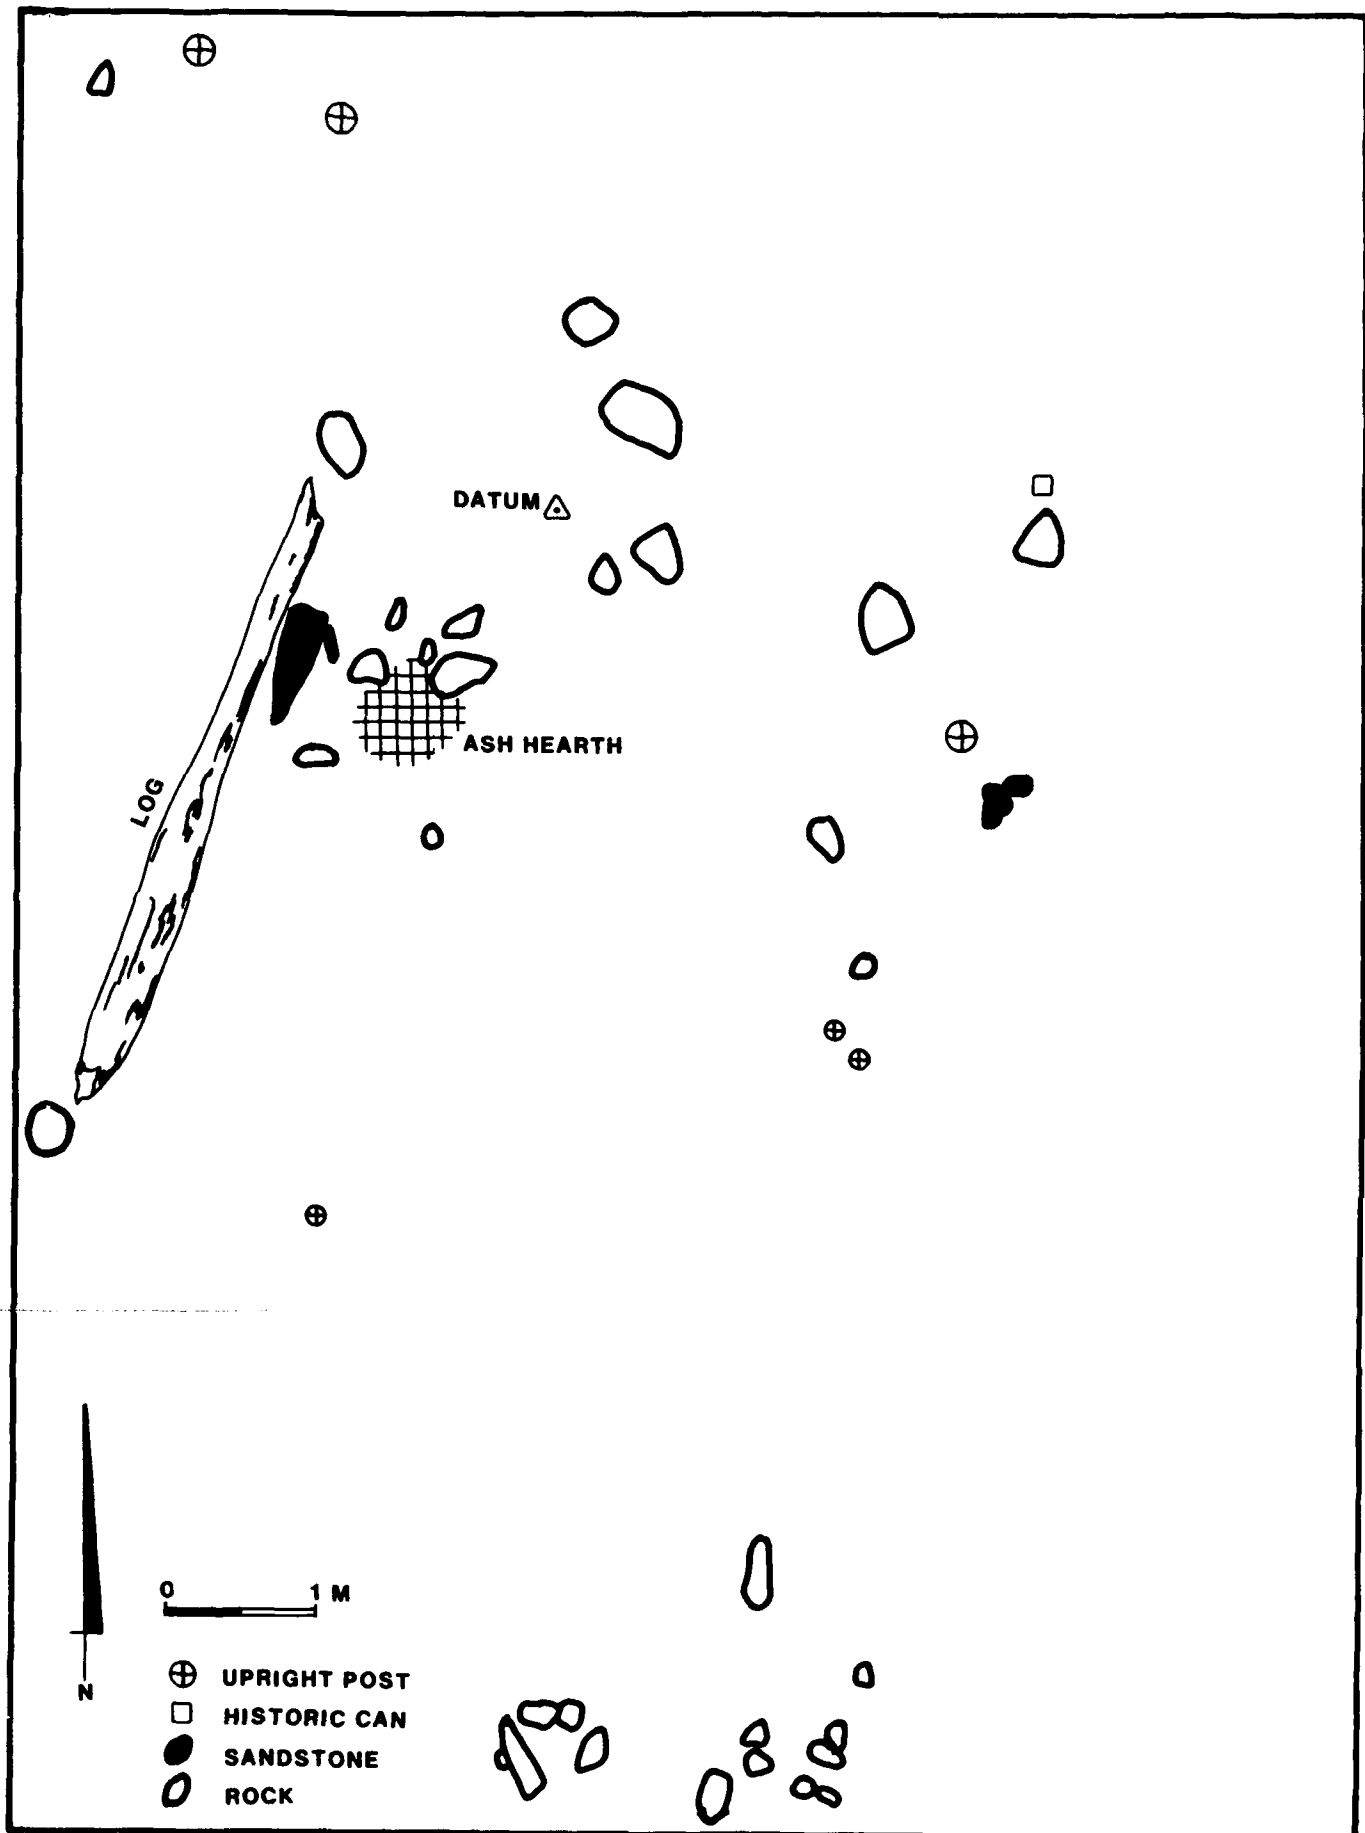 DATUM
ASH HEARTH
LOG
0 1 M
N
UPRIGHT POST
HISTORIC CAN
SANDSTONE
ROCK